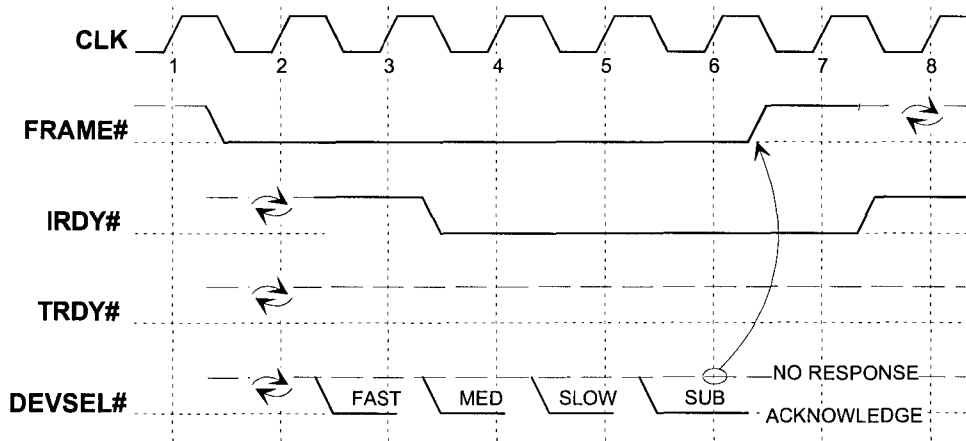 CLK
1 2 3 4 5 6 7 8
FRAME#
IRDY#
TRDY#
NO RESPONSE
DEVSEL# FAST MED SLOW SUB
ACKNOWLEDGE